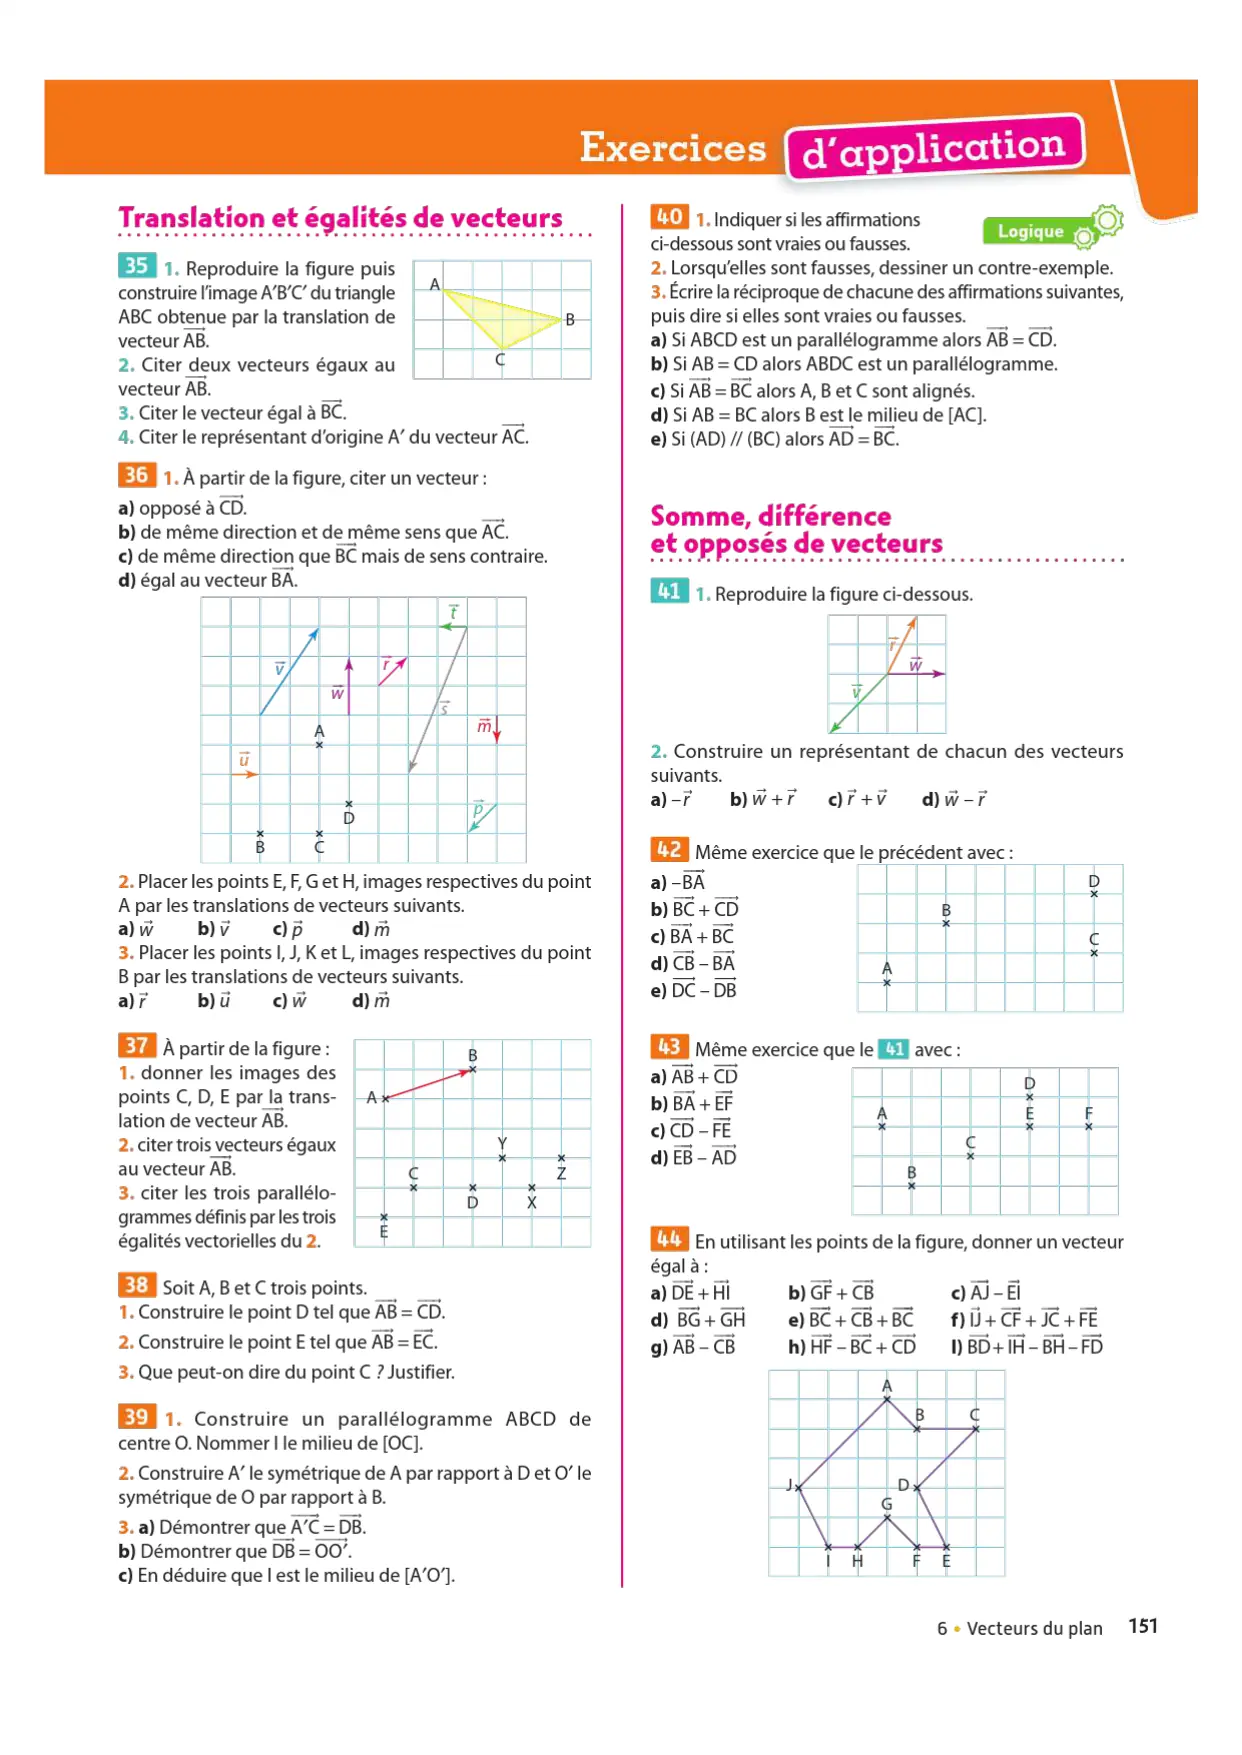 Exercices d'application
Translation et égalités de vecteurs
35 1. Reproduire la figure puis
construire l'image A′B′C′ du triangle
ABC obtenue par la translation de
vecteur AB.
2. Citer deux vecteurs égaux au
vecteur AB.
3. Citer le vecteur égal à BC.
4. Citer le représentant d'origine A′ du vecteur AC.
A
B
C
36 1. À partir de la figure, citer un vecteur :
a) opposé à CD.
b) de même direction et de même sens que AC.
c) de même direction que BC mais de sens contraire.
d) égal au vecteur BA.
t
v
r
w
s
A
m
u
p
D
B
C
2. Placer les points E, F, G et H, images respectives du point
A par les translations de vecteurs suivants.
a) w b) v c) p d) m
3. Placer les points I, J, K et L, images respectives du point
B par les translations de vecteurs suivants.
a) r b) u c) w d) m
37 À partir de la figure :
1. donner les images des
points C, D, E par la trans-
lation de vecteur AB.
2. citer trois vecteurs égaux
au vecteur AB.
3. citer les trois parallélo-
grammes définis par les trois
égalités vectorielles du 2.
B
A
Y
C
Z
D
X
E
38 Soit A, B et C trois points.
1. Construire le point D tel que AB = CD.
2. Construire le point E tel que AB = EC.
3. Que peut-on dire du point C ? Justifier.
39 1. Construire un parallélogramme ABCD de
centre O. Nommer I le milieu de [OC].
2. Construire A′ le symétrique de A par rapport à D et O′ le
symétrique de O par rapport à B.
3. a) Démontrer que A′C = DB.
b) Démontrer que DB = OO′.
c) En déduire que I est le milieu de [A′O′].
40 1. Indiquer si les affirmations
ci-dessous sont vraies ou fausses.
Logique
2. Lorsqu'elles sont fausses, dessiner un contre-exemple.
3. Écrire la réciproque de chacune des affirmations suivantes,
puis dire si elles sont vraies ou fausses.
a) Si ABCD est un parallélogramme alors AB = CD.
b) Si AB = CD alors ABDC est un parallélogramme.
c) Si AB = BC alors A, B et C sont alignés.
d) Si AB = BC alors B est le milieu de [AC].
e) Si (AD) // (BC) alors AD = BC.
Somme, différence
et opposés de vecteurs
41 1. Reproduire la figure ci-dessous.
r
w
v
2. Construire un représentant de chacun des vecteurs
suivants.
a) – r b) w + r c) r + v d) w – r
42 Même exercice que le précédent avec :
a) –BA
b) BC + CD
c) BA + BC
d) CB – BA
e) DC – DB
D
B
C
A
43 Même exercice que le 41 avec :
a) AB + CD
b) BA + EF
c) CD – FE
d) EB – AD
D
A
E
F
C
B
44 En utilisant les points de la figure, donner un vecteur
égal à :
a) DE + HI b) GF + CB c) AJ – EI
d) BG + GH e) BC + CB + BC f) IJ + CF + JC + FE
g) AB – CB h) HF – BC + CD I) BD + IH – BH – FD
A
B
C
J
D
G
I
H
F
E
6 • Vecteurs du plan 151